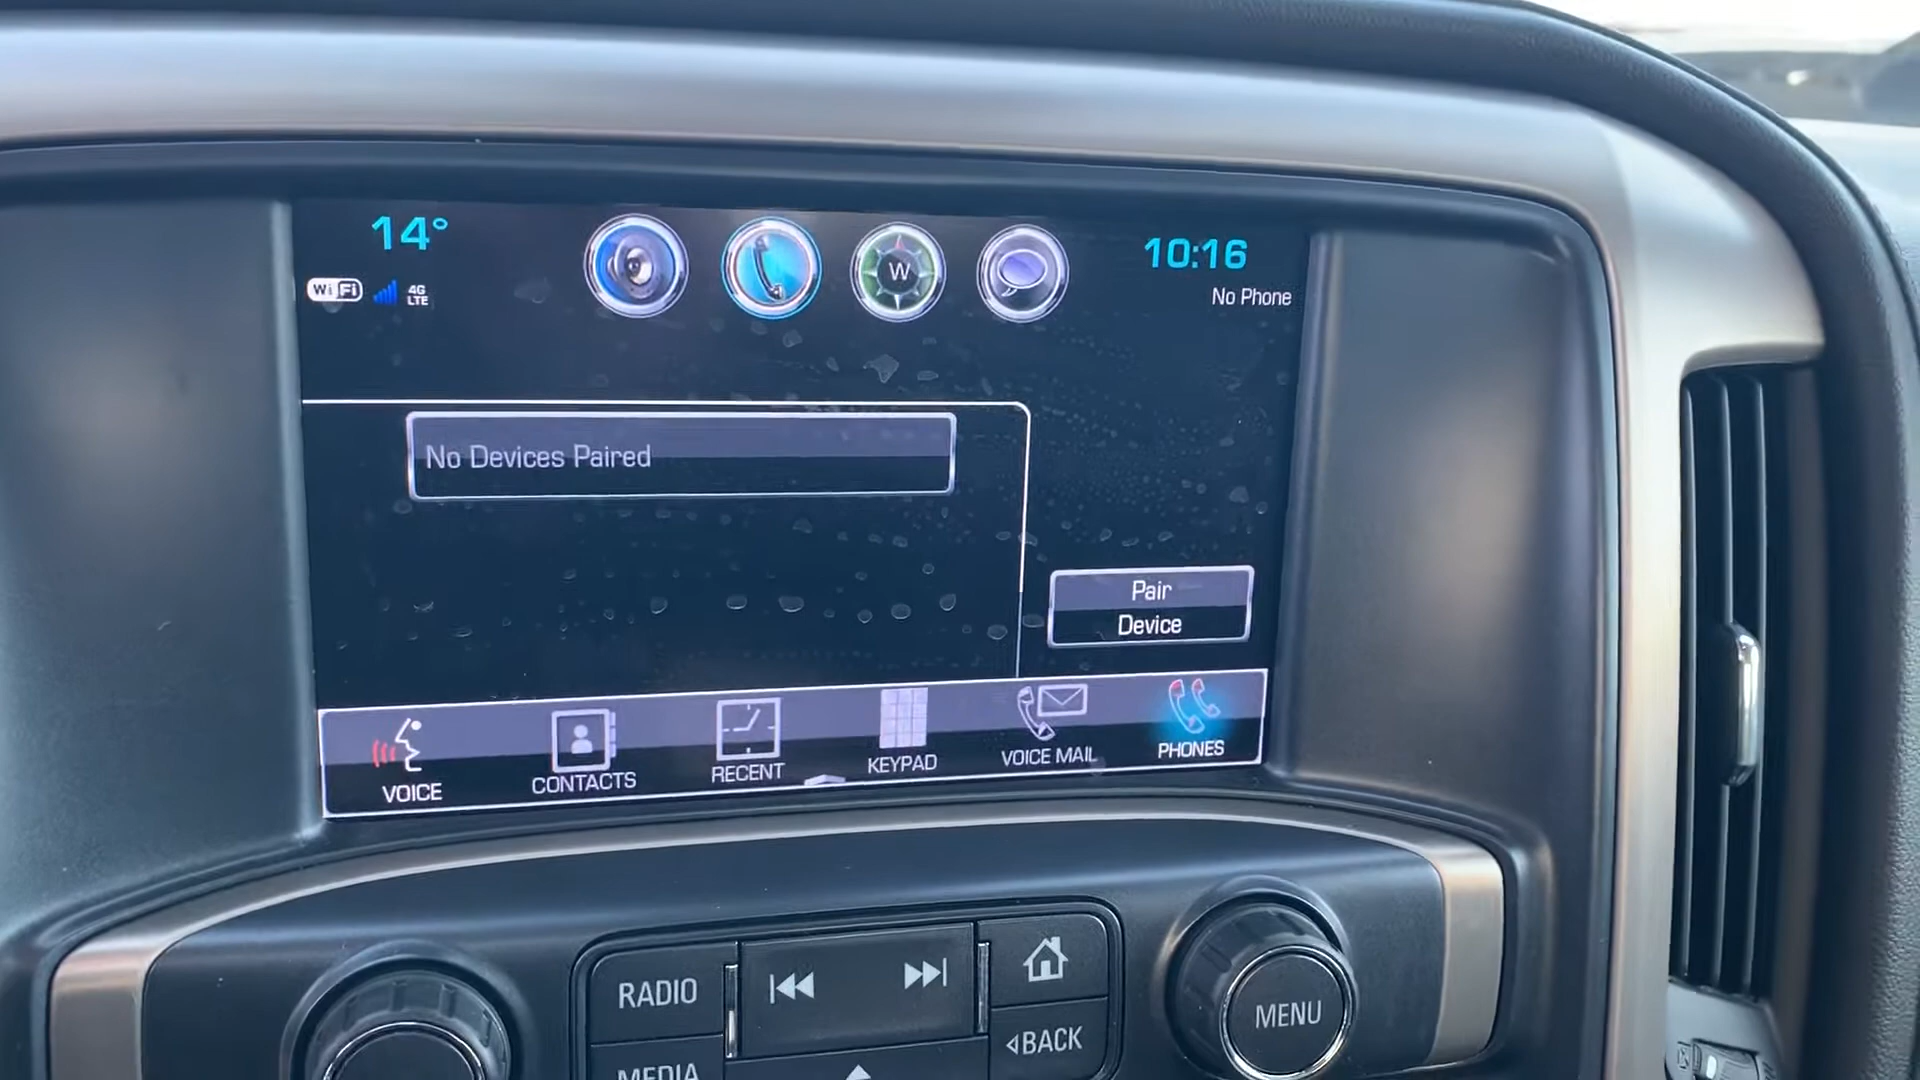 14°
10:16
WiFi
4G
LTE
W
No Phone
No Devices Paired
Pair
Device
VOICE
CONTACTS
RECENT
KEYPAD
VOICE MAIL
PHONES
RADIO
MENU
BACK
MEDIA